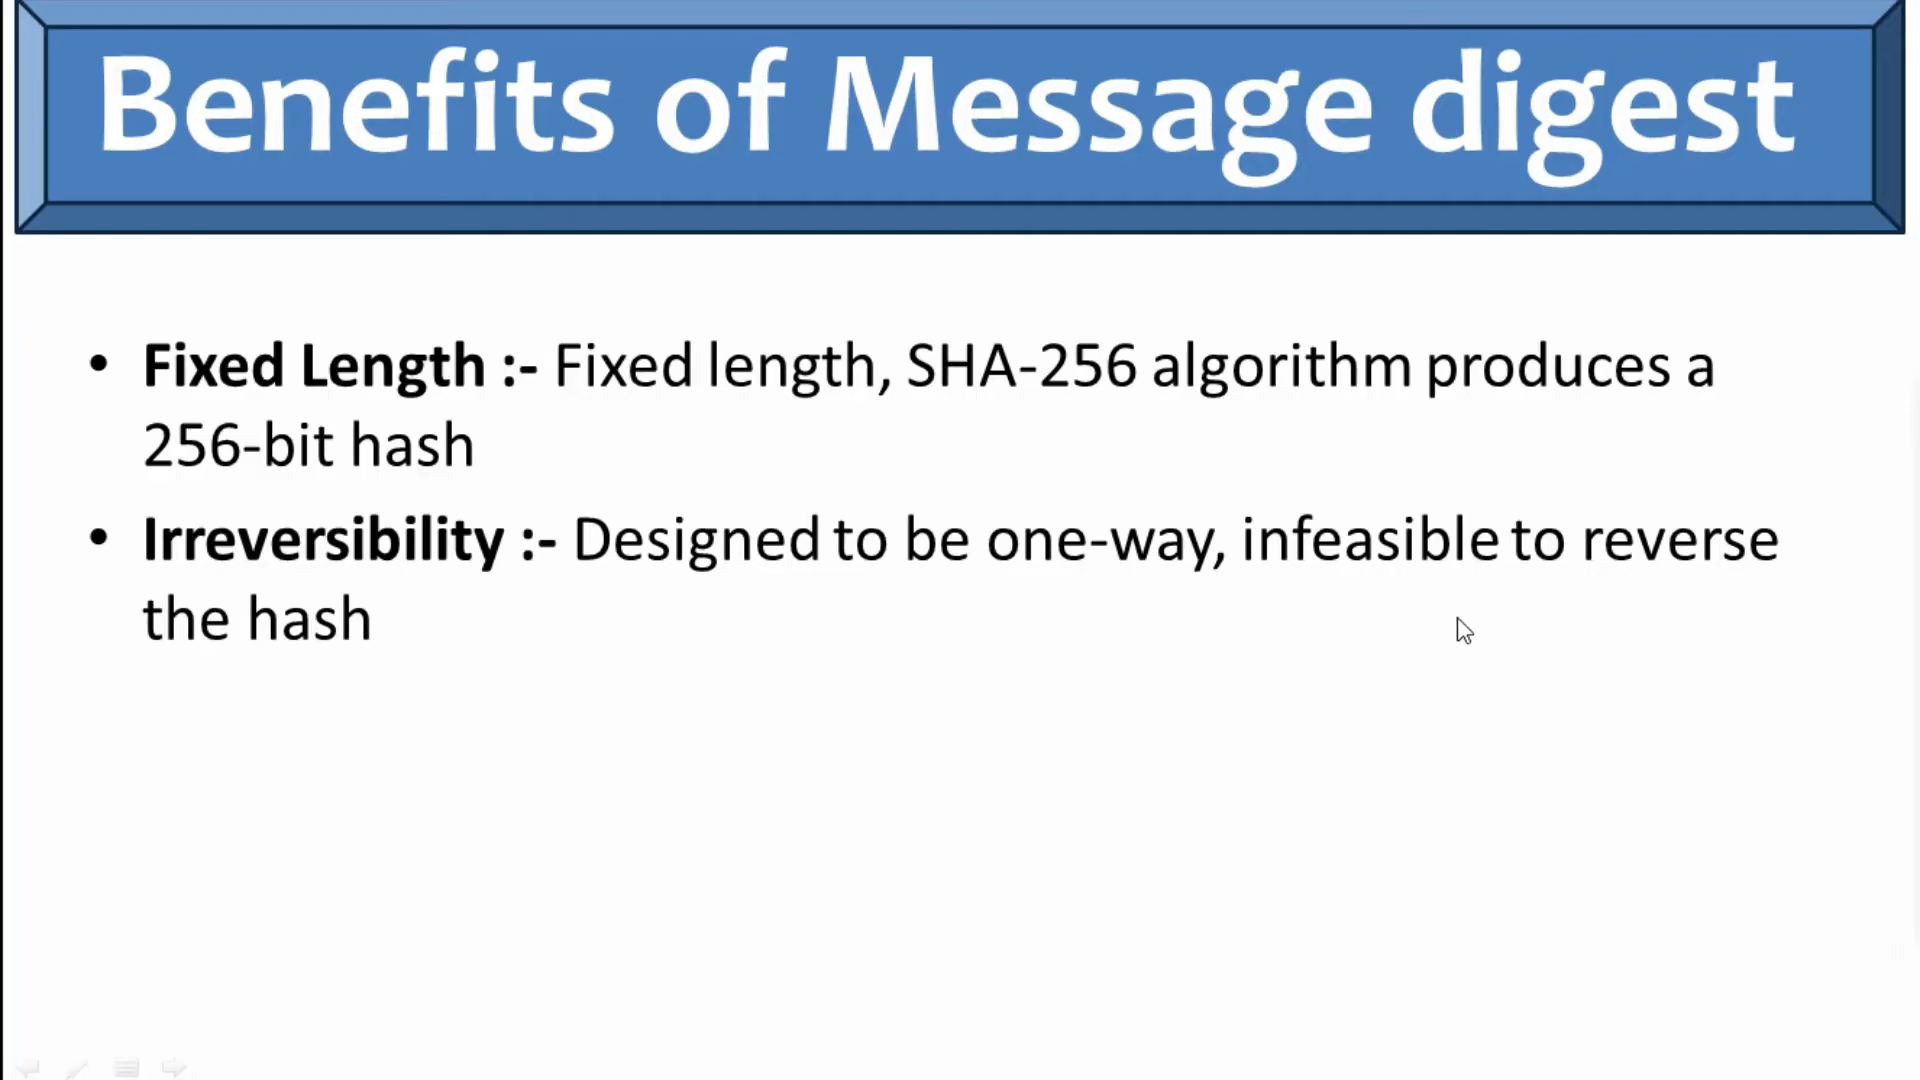 Benefits of Message digest
• Fixed Length :- Fixed length, SHA-256 algorithm produces a
256-bit hash
• Irreversibility :- Designed to be one-way, infeasible to reverse
the hash